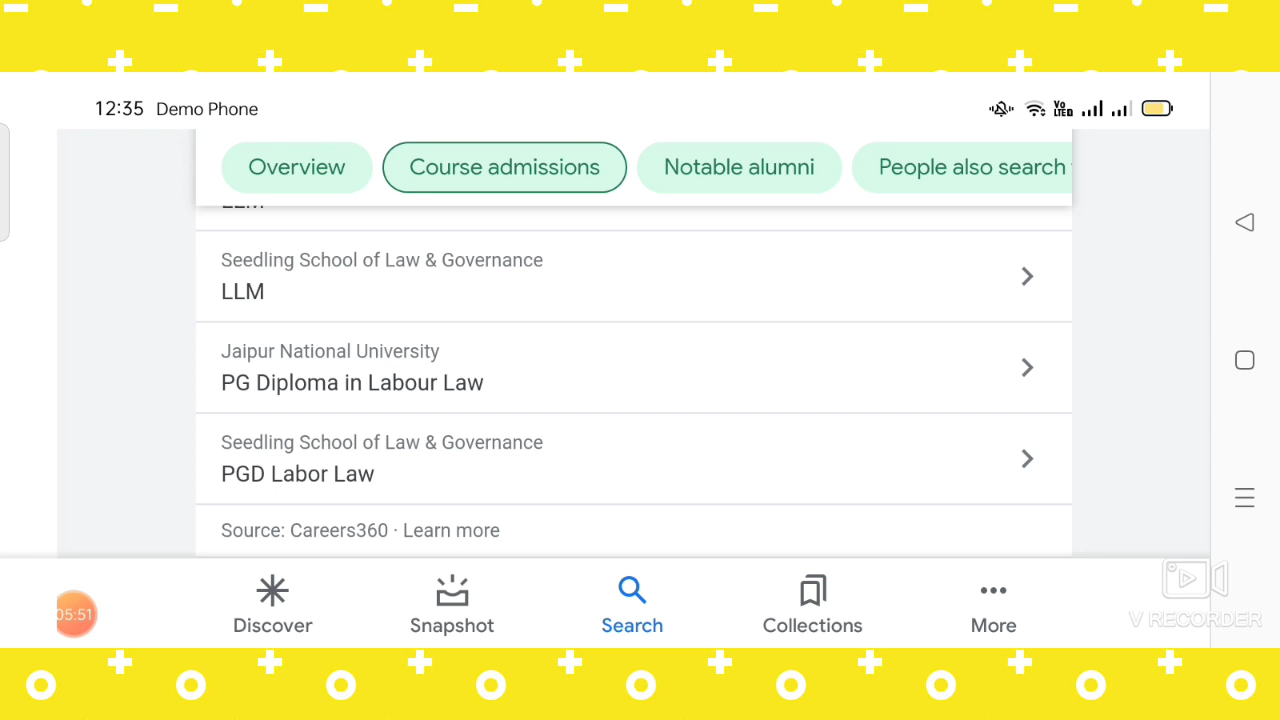 12:35 Demo Phone
Vo
LTE
Overview Course admissions Notable alumni People also search
Seedling School of Law & Governance
LLM
Jaipur National University
PG Diploma in Labour Law
Seedling School of Law & Governance
PGD Labor Law
Source: Careers360 · Learn more
05:51
Discover Snapshot Search Collections More
V RECORDER